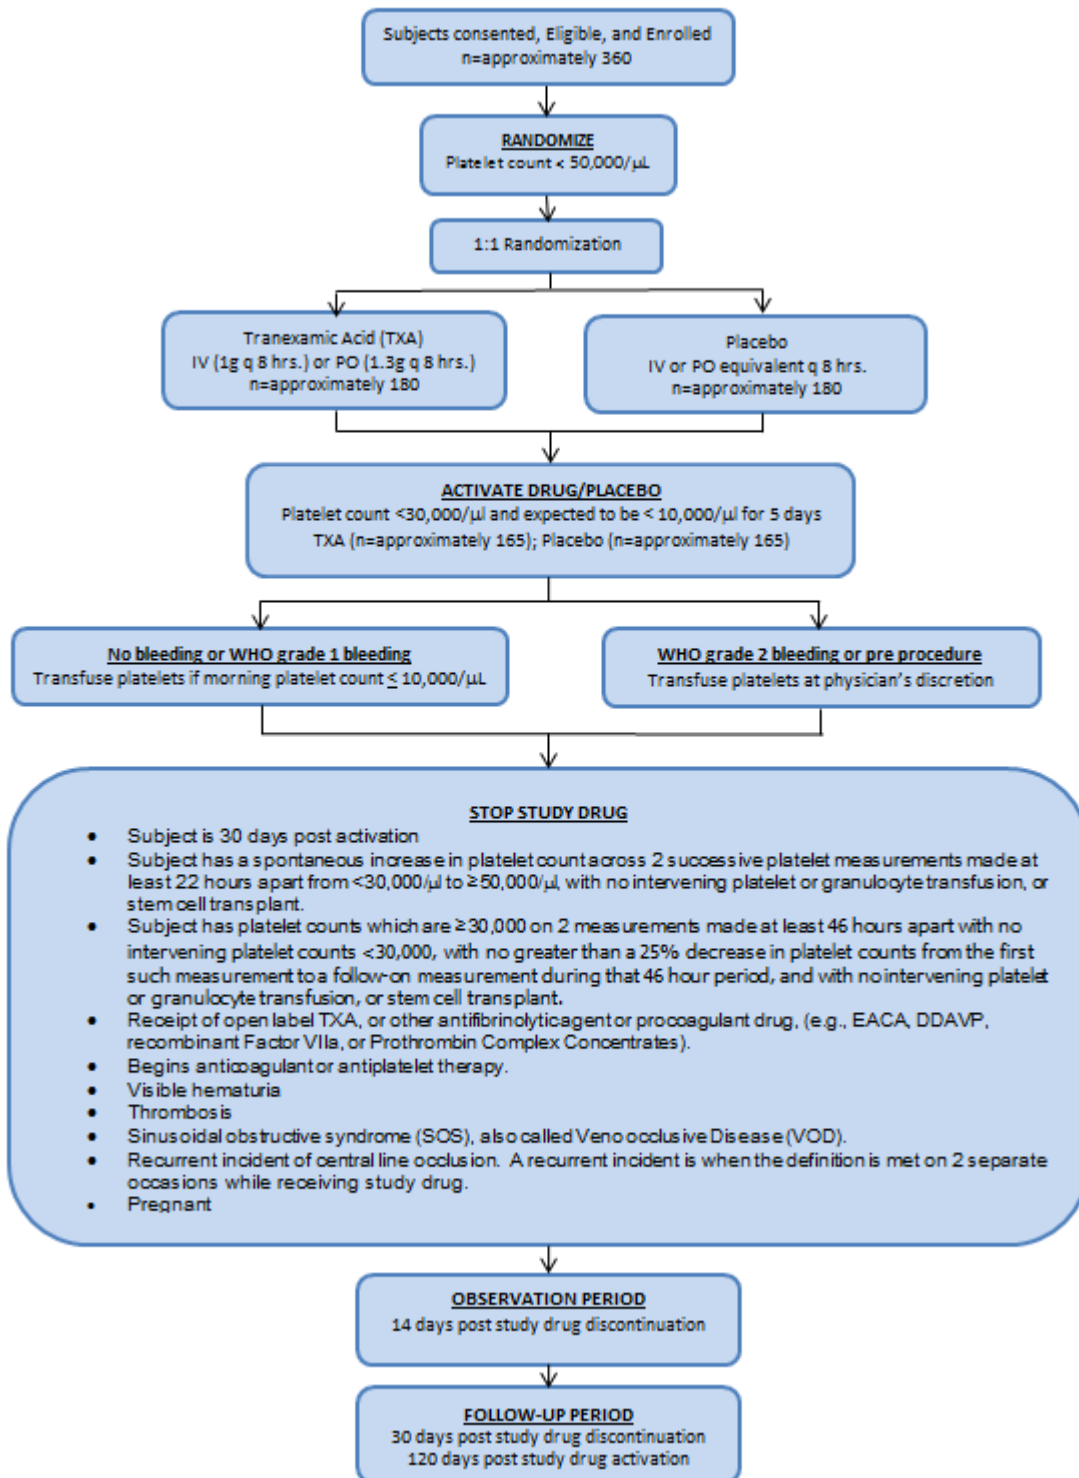 Subjects consented, Eligible, and Enrolled
n=approximately 360
RANDOMIZE
Platelet count < 50,000/µL
1:1 Randomization
Tranexamic Acid (TXA)
IV (1g q 8 hrs.) or PO (1.3g q 8 hrs.)
n=approximately 180
Placebo
IV or PO equivalent q 8 hrs.
n=approximately 180
ACTIVATE DRUG/PLACEBO
Platelet count <30,000/µl and expected to be < 10,000/µl for 5 days
TXA (n=approximately 165); Placebo (n=approximately 165)
No bleeding or WHO grade 1 bleeding
Transfuse platelets if morning platelet count ≤ 10,000/µL
WHO grade 2 bleeding or pre procedure
Transfuse platelets at physician's discretion
STOP STUDY DRUG
• Subject is 30 days post activation
• Subject has a spontaneous increase in platelet count across 2 successive platelet measurements made at
least 22 hours apart from <30,000/µl to ≥50,000/µl, with no intervening platelet or granulocyte transfusion, or
stem cell transplant.
• Subject has platelet counts which are ≥30,000 on 2 measurements made at least 46 hours apart with no
intervening platelet counts <30,000, with no greater than a 25% decrease in platelet counts from the first
such measurement to a follow-on measurement during that 46 hour period, and with no intervening platelet
or granulocyte transfusion, or stem cell transplant.
• Receipt of open label TXA, or other antifibrinolytic agent or procoagulant drug, (e.g., EACA, DDAVP,
recombinant Factor VIIa, or Prothrombin Complex Concentrates).
• Begins anticoagulant or antiplatelet therapy.
• Visible hematuria
• Thrombosis
• Sinusoidal obstructive syndrome (SOS), also called Veno occlusive Disease (VOD).
• Recurrent incident of central line occlusion. A recurrent incident is when the definition is met on 2 separate
occasions while receiving study drug.
• Pregnant
OBSERVATION PERIOD
14 days post study drug discontinuation
FOLLOW-UP PERIOD
30 days post study drug discontinuation
120 days post study drug activation